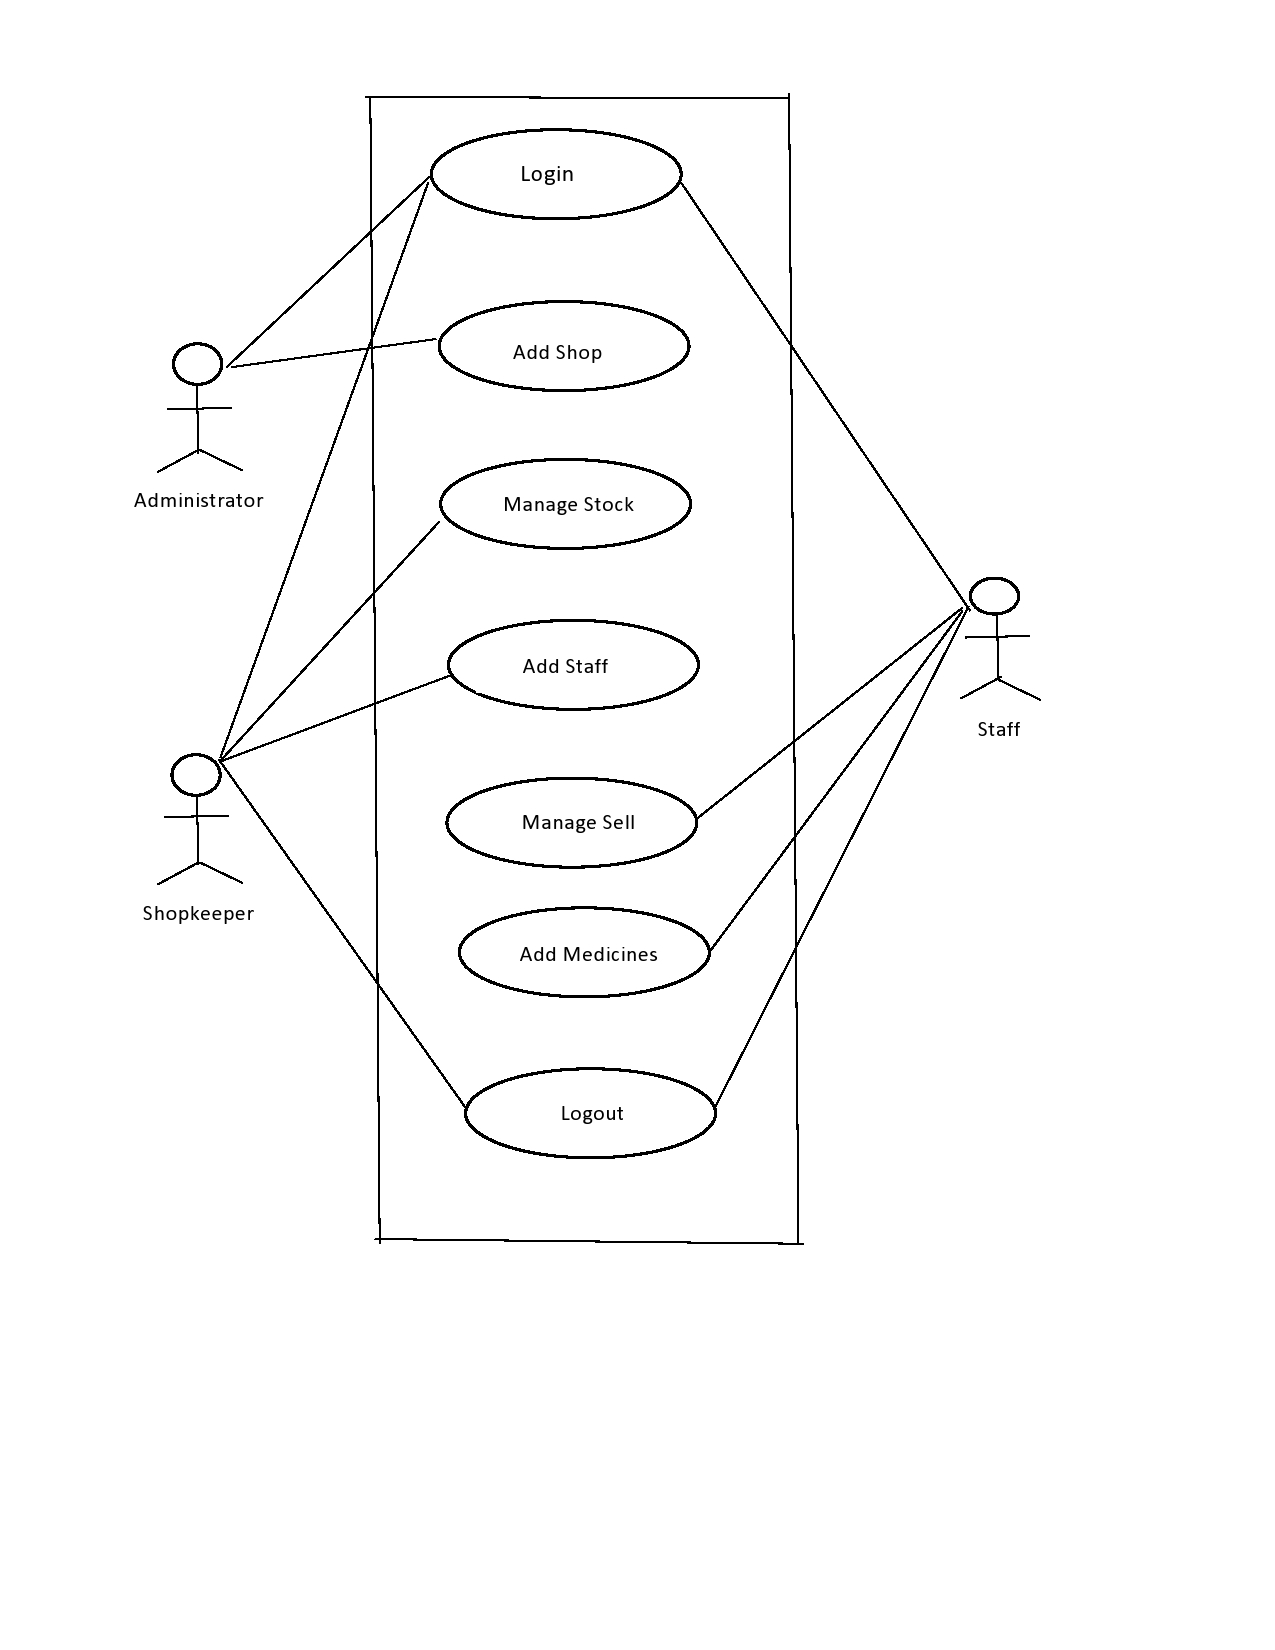 Login
Add Shop
Administrator
Manage Stock
Add Staff
Staff
Manage Sell
Shopkeeper
Add Medicines
Logout